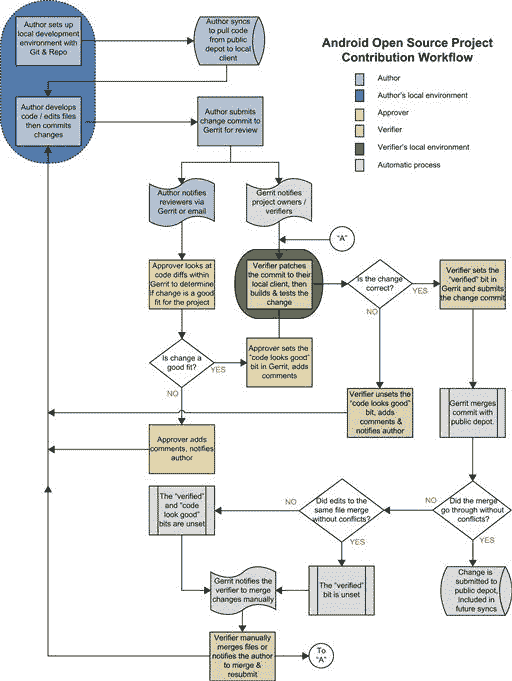 Author sets up
local development
environment with
Git & Repo
Author syncs
to pull code
from public
depot to local
client
Android Open Source Project
Contribution Workflow
Author
Author's local environment
Approver
Verifier
Verifier's local environment
Automatic process
Author develops
code / edits files
then commits
changes
Author submits
change commit to
Gerrit for review
Author notifies
reviewers via
Gerrit or email
Gerrit notifies
project owners /
verifiers
"A"
Approver looks at
code diffs within
Gerrit to determine
if change is a good
fit for the project
Verifier patches
the commit to their
local client, then
builds & tests the
change
Is the change
correct?
YES
NO
Verifier sets the
"verified" bit in
Gerrit and submits
the change commit
Is change a
good fit?
YES
NO
Approver sets the
"code looks good"
bit in Gerrit, adds
comments
Verifier unsets the
"code looks good"
bit, adds
comments &
notifies author
Gerrit merges
commit with
public depot.
Approver adds
comments, notifies
author
The "verified"
and "code
look good"
bits are unset
NO
Did edits to the
same file merge
without conflicts?
YES
NO
Did the merge
go through without
conflicts?
YES
Gerrit notifies the
verifier to merge
changes manually
The "verified"
bit is unset
Change is
submitted to
public depot,
Included in
future syncs
Verifier manually
merges files or
notifies the author
to merge &
resubmit
To
"A"